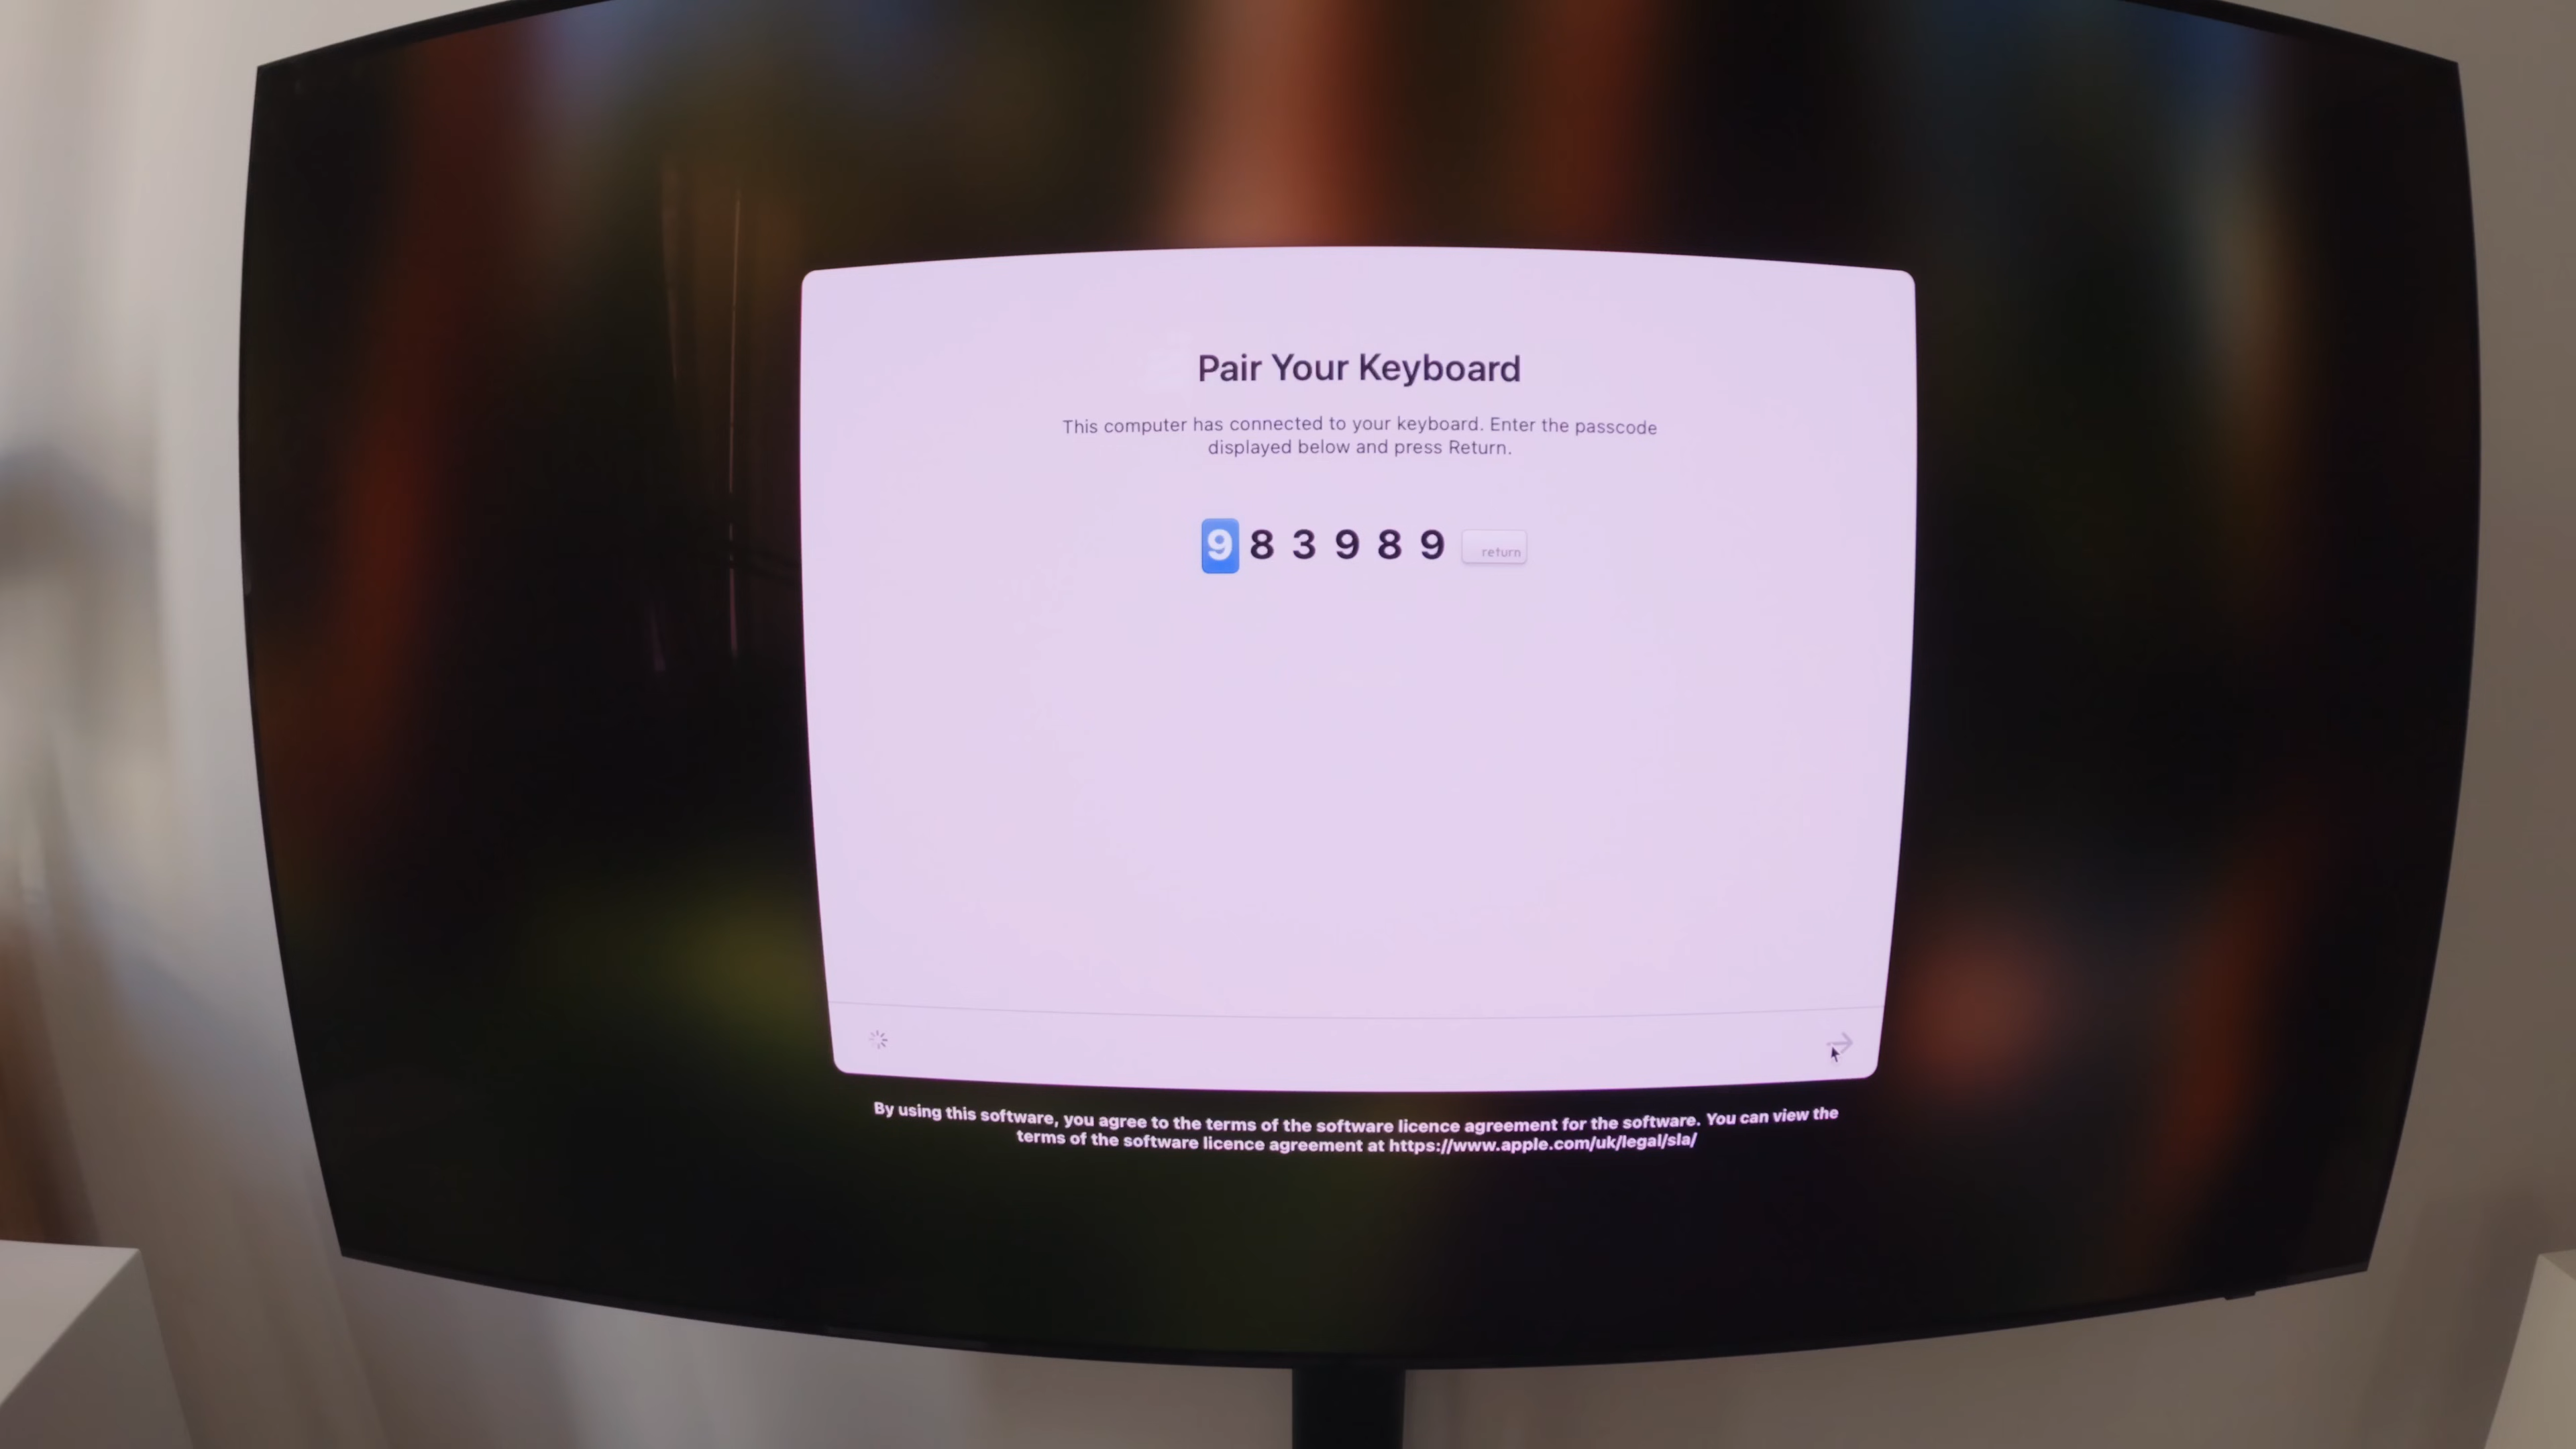 Pair Your Keyboard
This computer has connected to your keyboard. Enter the passcode
displayed below and press Return.
9 8 3 9 8 9 return
By using this software, you agree to the terms of the software licence agreement for the software. You can view the
terms of the software licence agreement at https://www.apple.com/uk/legal/sla/